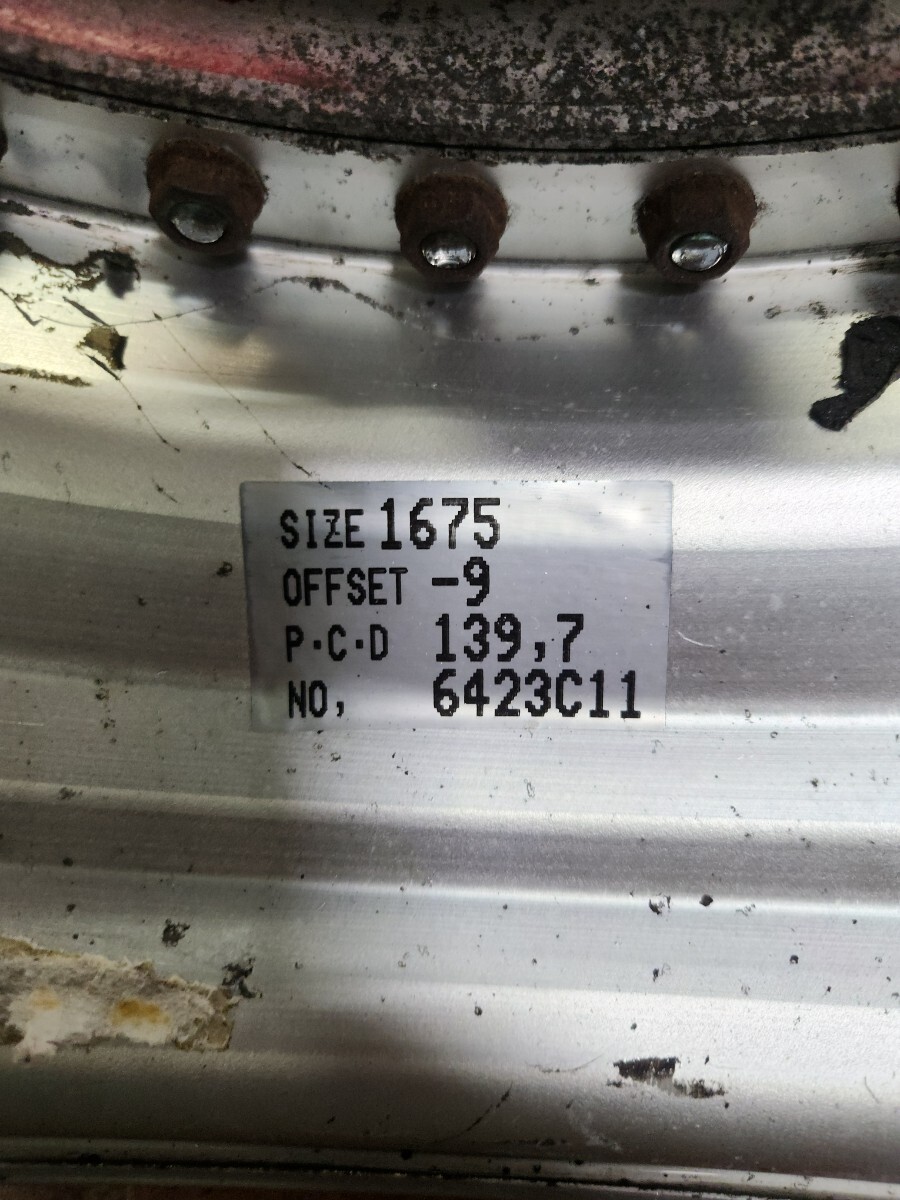 SIZE 1675
OFFSET -9
P·C·D 139,7
NO, 6423C11